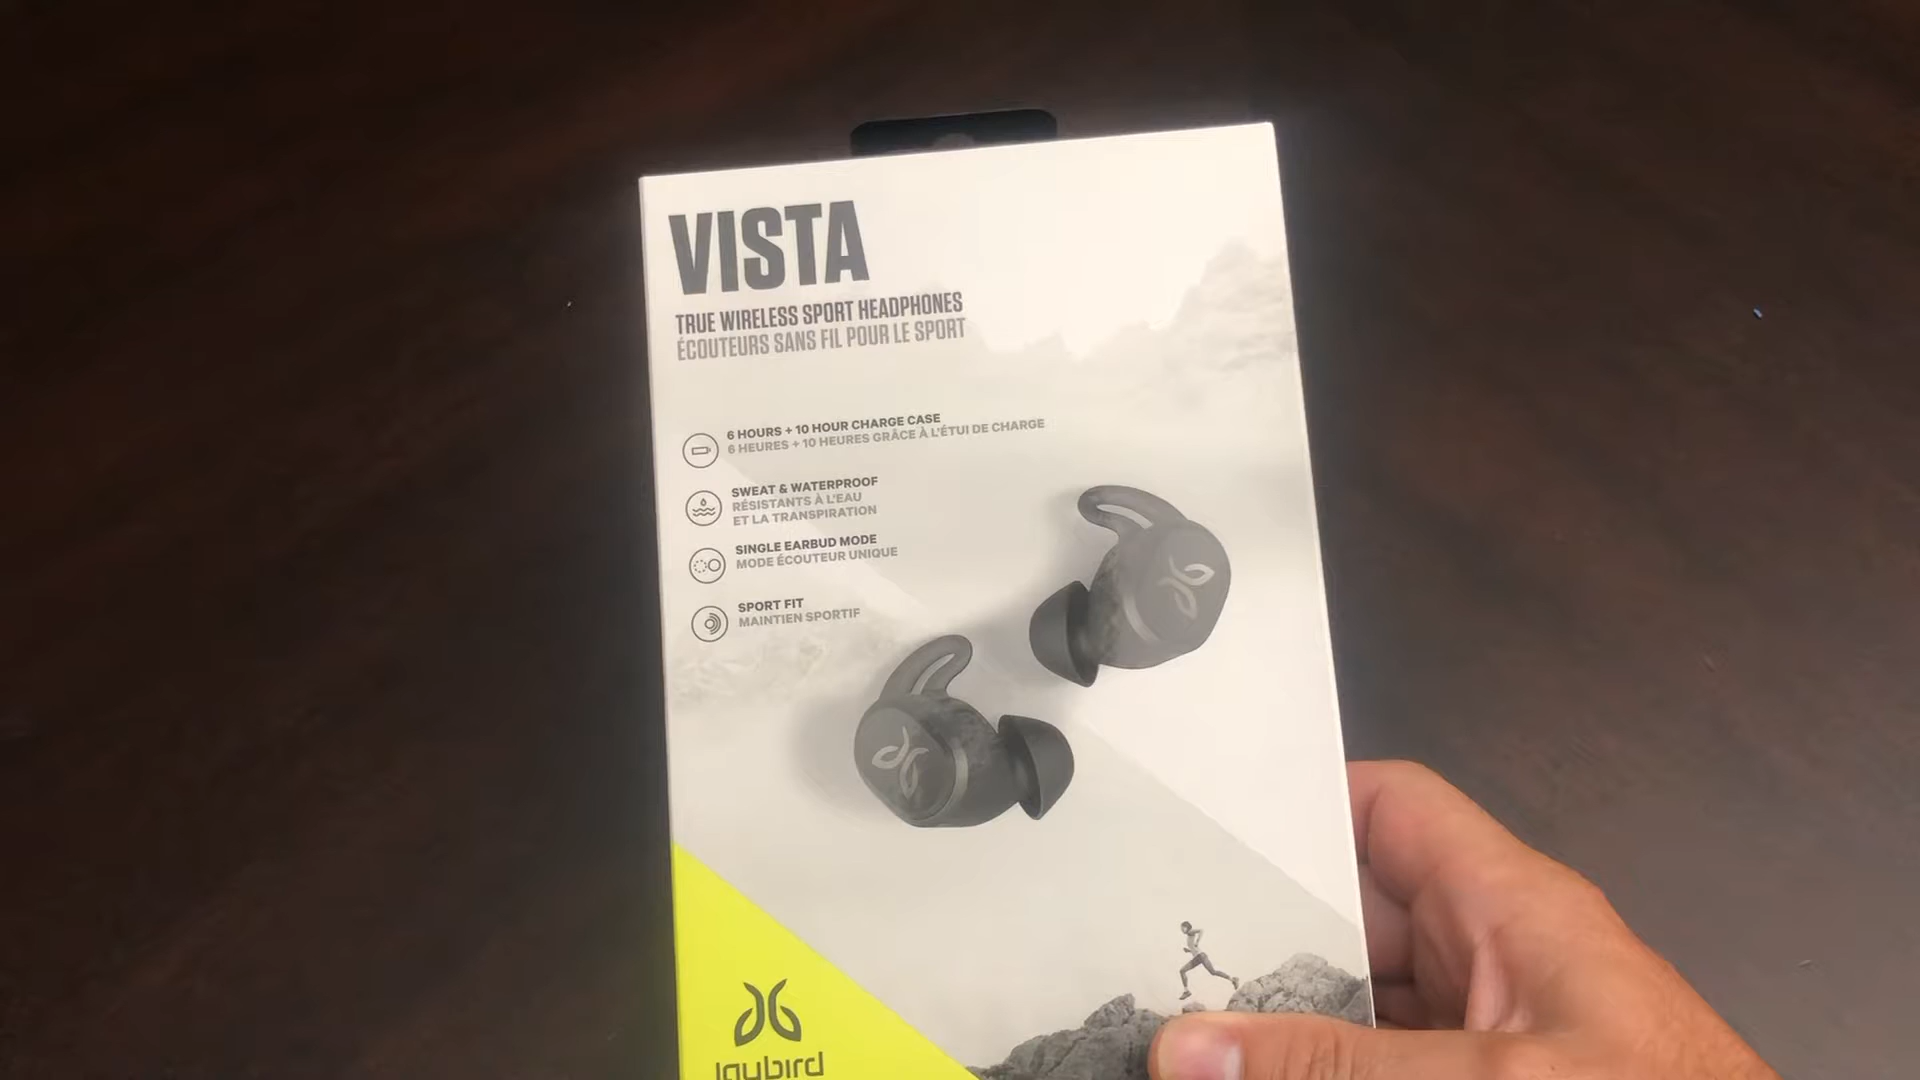 VISTA
TRUE WIRELESS SPORT HEADPHONES
ÉCOUTEURS SANS FIL POUR LE SPORT
6 HOURS + 10 HOUR CHARGE CASE
6 HEURES + 10 HEURES GRÂCE À L'ÉTUI DE CHARGE
SWEAT & WATERPROOF
RÉSISTANTS À L'EAU
ET LA TRANSPIRATION
SINGLE EARBUD MODE
MODE ÉCOUTEUR UNIQUE
SPORT FIT
MAINTIEN SPORTIF
jaybird